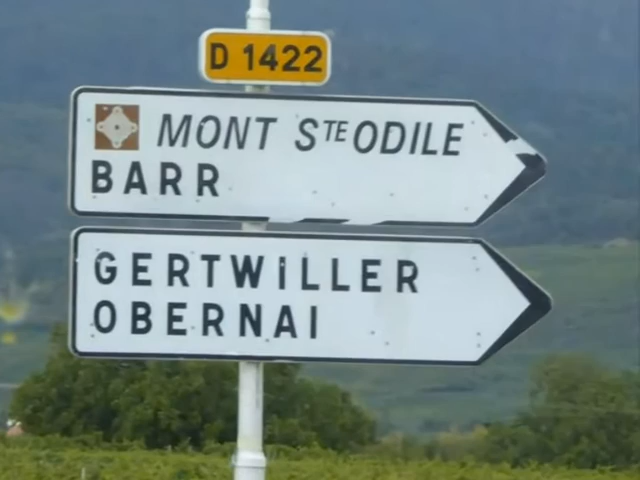 D 1422
MONT STE ODILE
BARR
GERTWiLLER
OBERNAI